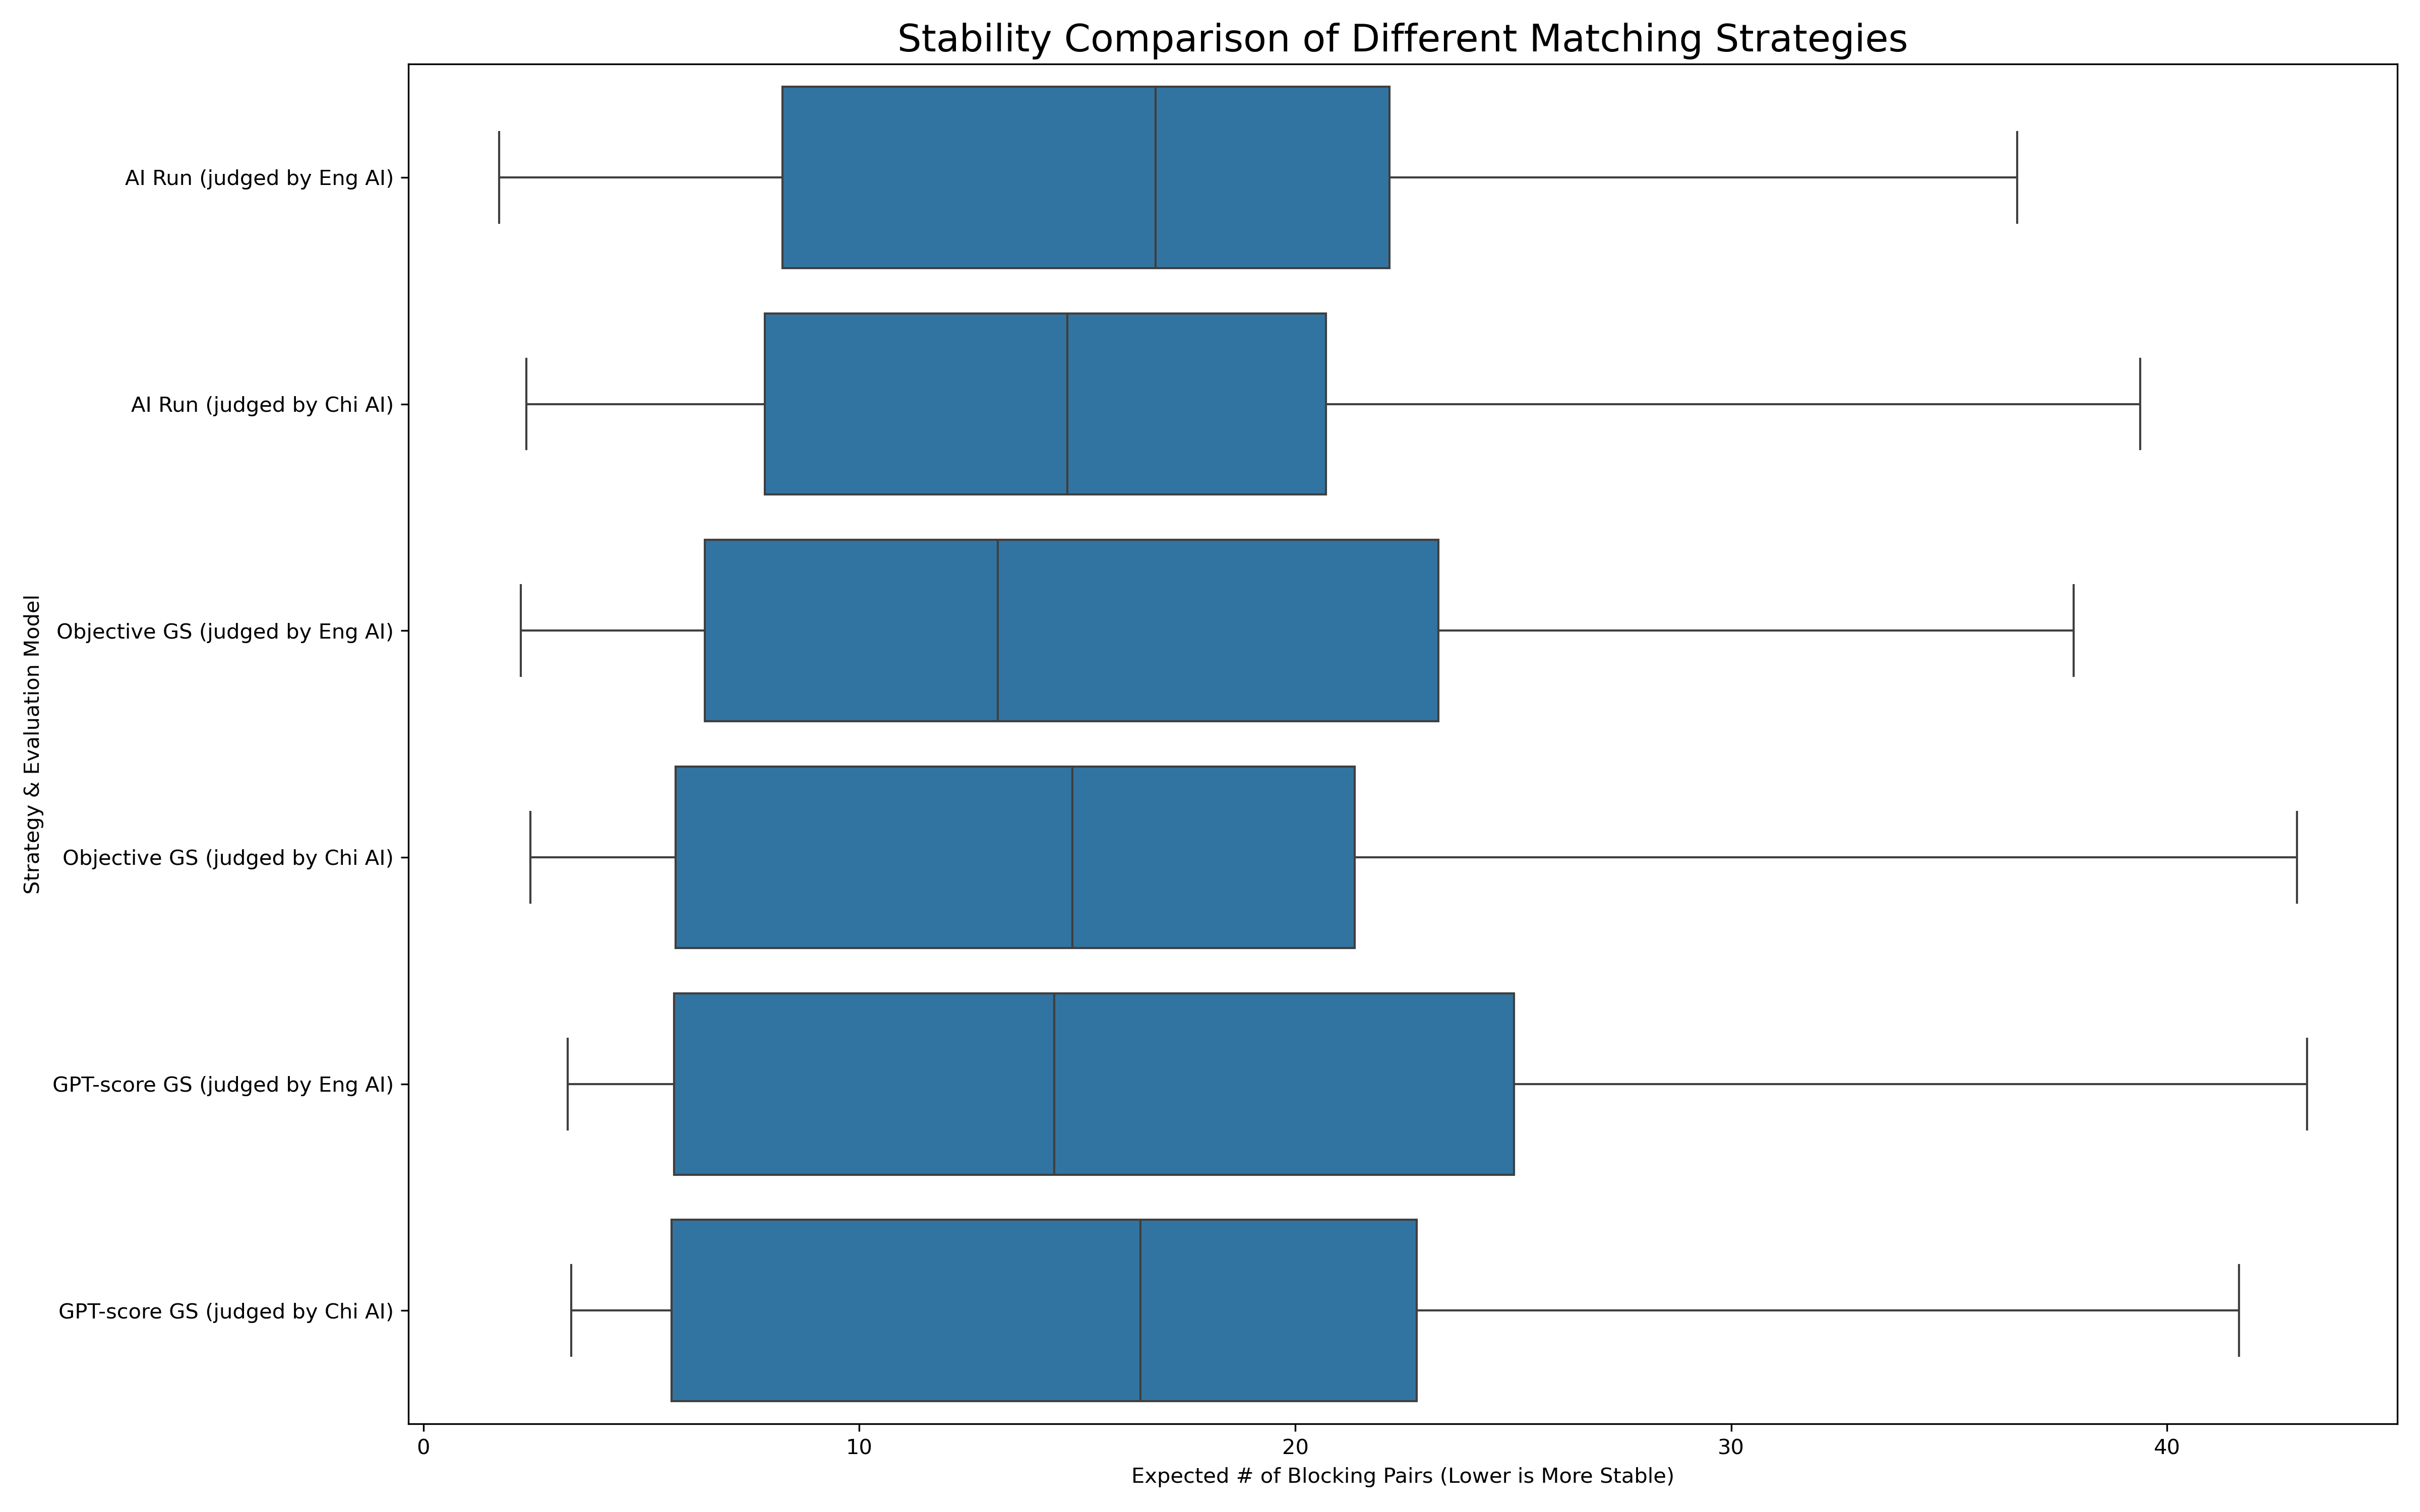 Stability Comparison of Different Matching Strategies
Strategy & Evaluation Model
AI Run (judged by Eng AI)
AI Run (judged by Chi AI)
Objective GS (judged by Eng AI)
Objective GS (judged by Chi AI)
GPT-score GS (judged by Eng AI)
GPT-score GS (judged by Chi AI)
0 10 20 30 40
Expected # of Blocking Pairs (Lower is More Stable)